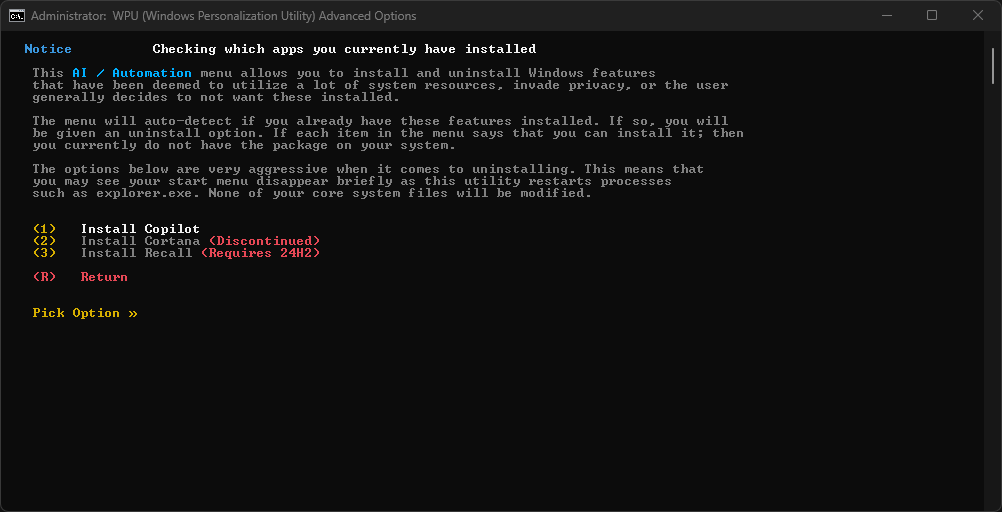 Administrator:  WPU (Windows Personalization Utility) Advanced Options
Notice Checking which apps you currently have installed
This AI / Automation menu allows you to install and uninstall Windows features
that have been deemed to utilize a lot of system resources, invade privacy, or the user
generally decides to not want these installed.
The menu will auto-detect if you already have these features installed. If so, you will
be given an uninstall option. If each item in the menu says that you can install it; then
you currently do not have the package on your system.
The options below are very aggressive when it comes to uninstalling. This means that
you may see your start menu disappear briefly as this utility restarts processes
such as explorer.exe. None of your core system files will be modified.
(1) Install Copilot
(2) Install Cortana (Discontinued)
(3) Install Recall (Requires 24H2)
(R) Return
Pick Option »